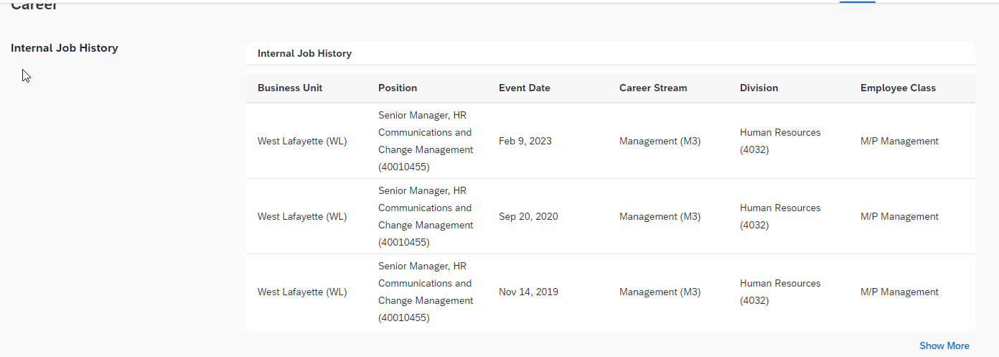 Career
Internal Job History
Internal Job History
Business Unit Position Event Date Career Stream Division Employee Class
Senior Manager, HR
Communications and
Change Management
(40010455)
West Lafayette (WL)
Feb 9, 2023
Management (M3)
Human Resources
(4032)
M/P Management
Senior Manager, HR
Communications and
Change Management
(40010455)
West Lafayette (WL)
Sep 20, 2020
Management (M3)
Human Resources
(4032)
M/P Management
Senior Manager, HR
Communications and
Change Management
(40010455)
West Lafayette (WL)
Nov 14, 2019
Management (M3)
Human Resources
(4032)
M/P Management
Show More